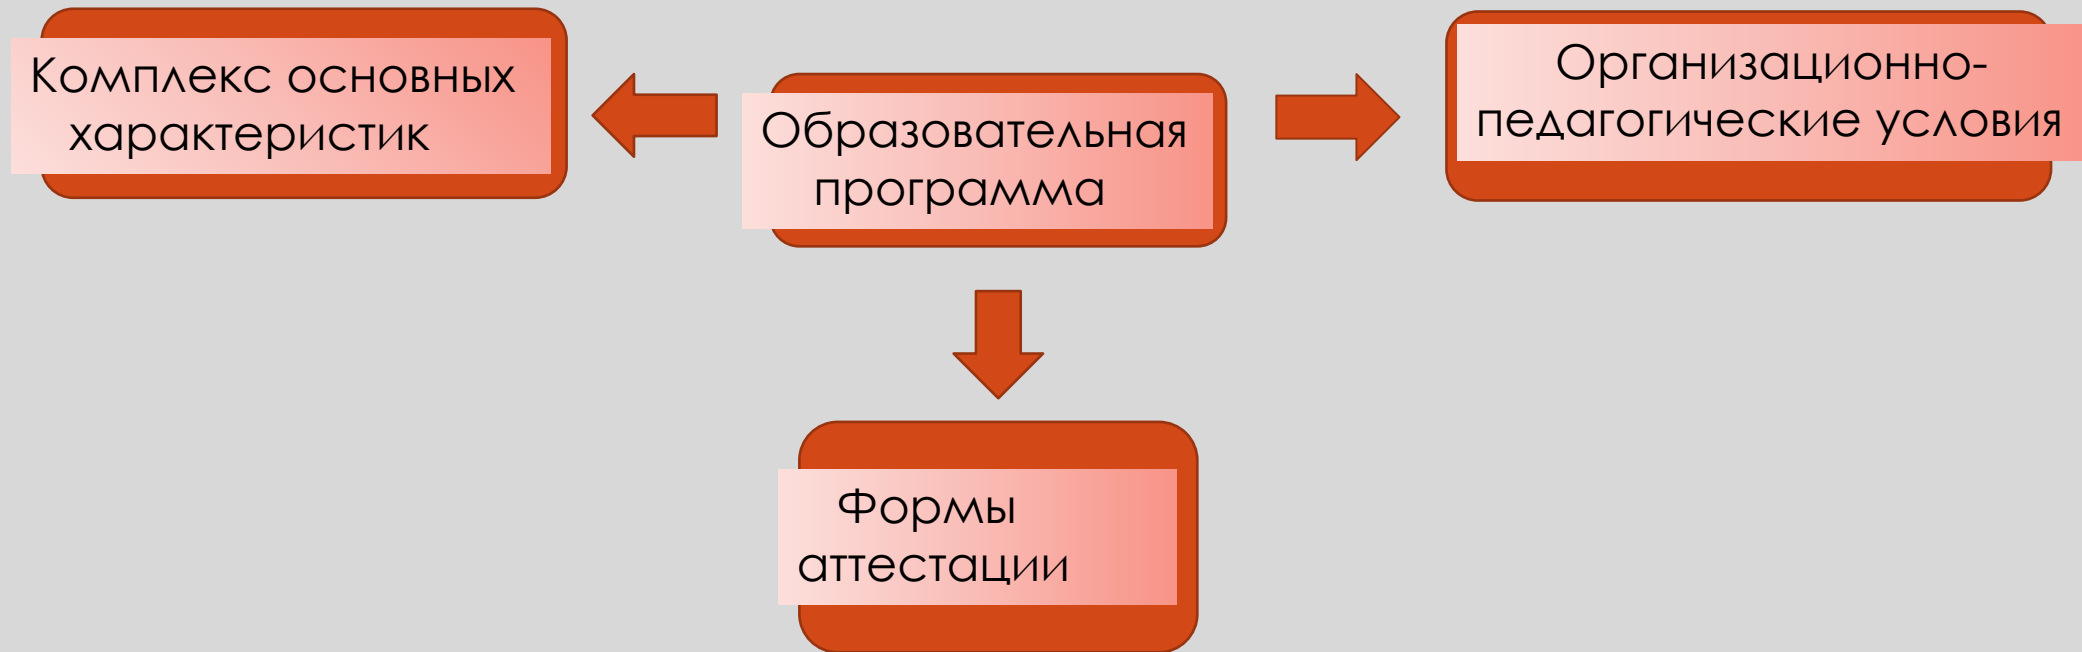 Комплекс основных
характеристик
Образовательная
программа
Организационно-
педагогические условия
Формы
аттестации